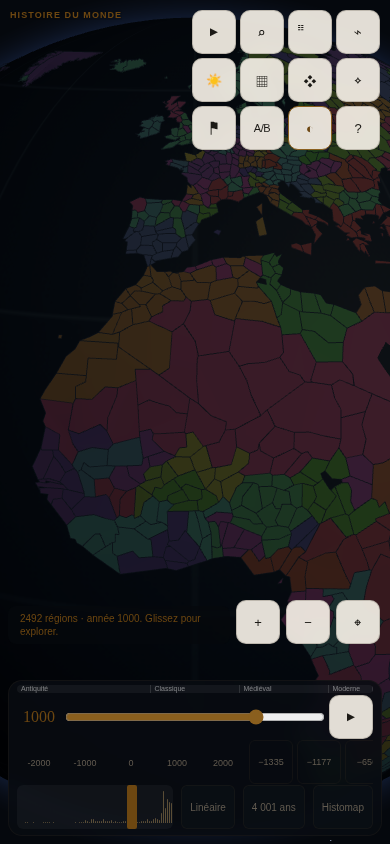 HISTOIRE DU MONDE
A/B
?
2492 régions · année 1000. Glissez pour
explorer.
+
−
Antiquité
Classique
Médiéval
Moderne
1000
-2000
-1000
0
1000
2000
−1335
−1177
Linéaire
4 001 ans
Histomap